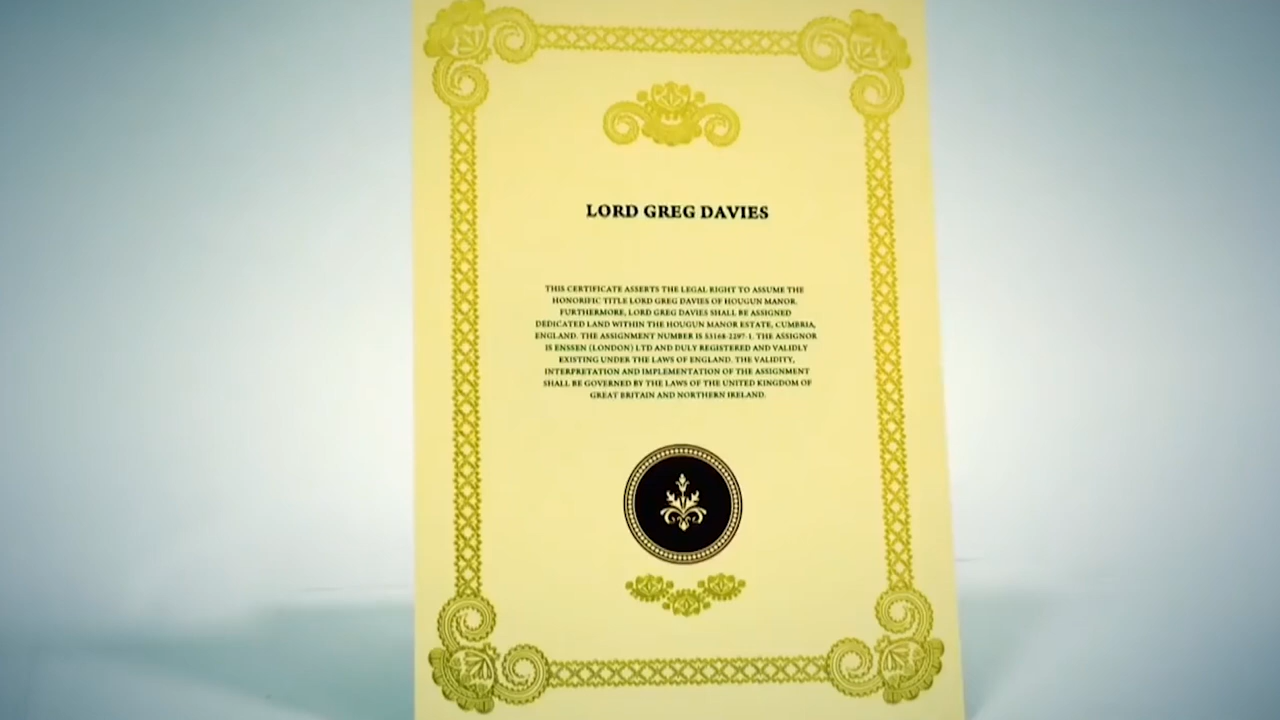 LORD GREG DAVIES
THIS CERTIFICATE ASSERTS THE LEGAL RIGHT TO ASSUME THE
HONORIFIC TITLE LORD GREG DAVIES OF HOUGUN MANOR.
FURTHERMORE, LORD GREG DAVIES SHALL BE ASSIGNED
DEDICATED LAND WITHIN THE HOUGUN MANOR ESTATE, CUMBRIA,
ENGLAND. THE ASSIGNMENT NUMBER IS S3168-2297-1. THE ASSIGNOR
IS ENSSEN (LONDON) LTD AND DULY REGISTERED AND VALIDLY
EXISTING UNDER THE LAWS OF ENGLAND. THE VALIDITY,
INTERPRETATION AND IMPLEMENTATION OF THE ASSIGNMENT
SHALL BE GOVERNED BY THE LAWS OF THE UNITED KINGDOM OF
GREAT BRITAIN AND NORTHERN IRELAND.